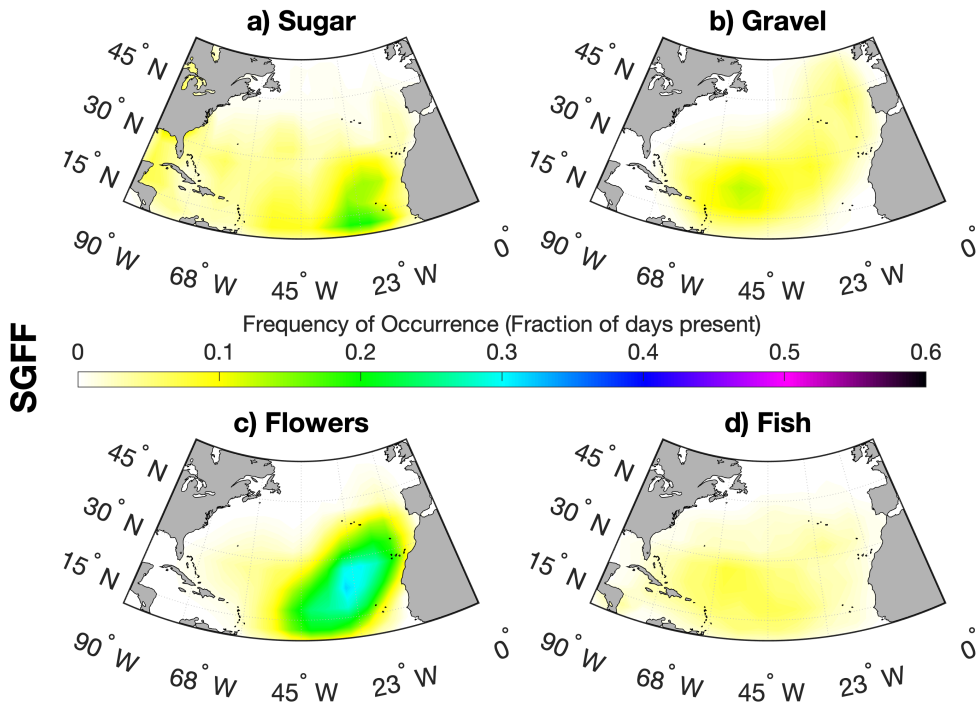 a) Sugar
b) Gravel
45° N
30° N
15° N
90° W
68° W
45° W
23° W
0°
45° N
30° N
15° N
90° W
68° W
45° W
23° W
0°
SGFF
Frequency of Occurrence (Fraction of days present)
0 0.1 0.2 0.3 0.4 0.5 0.6
c) Flowers
d) Fish
45° N
30° N
15° N
90° W
68° W
45° W
23° W
0°
45° N
30° N
15° N
90° W
68° W
45° W
23° W
0°